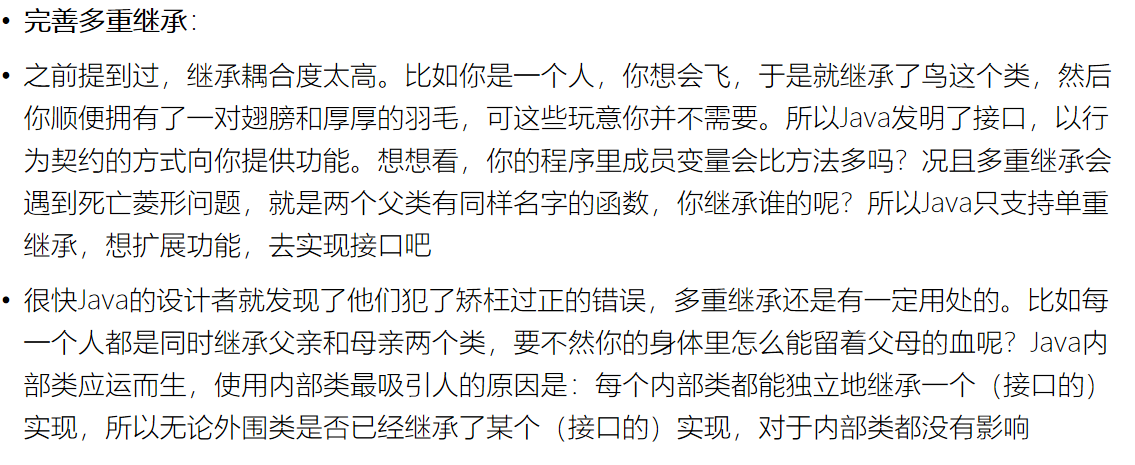 • 完善多重继承：
• 之前提到过，继承耦合度太高。比如你是一个人，你想会飞，于是就继承了鸟这个类，然后
你顺便拥有了一对翅膀和厚厚的羽毛，可这些玩意你并不需要。所以Java发明了接口，以行
为契约的方式向你提供功能。想想看，你的程序里成员变量会比方法多吗？况且多重继承会
遇到死亡菱形问题，就是两个父类有同样名字的函数，你继承谁的呢？所以Java只支持单重
继承，想扩展功能，去实现接口吧
• 很快Java的设计者就发现了他们犯了矫枉过正的错误，多重继承还是有一定用处的。比如每
一个人都是同时继承父亲和母亲两个类，要不然你的身体里怎么能留着父母的血呢？Java内
部类应运而生，使用内部类最吸引人的原因是：每个内部类都能独立地继承一个（接口的）
实现，所以无论外围类是否已经继承了某个（接口的）实现，对于内部类都没有影响